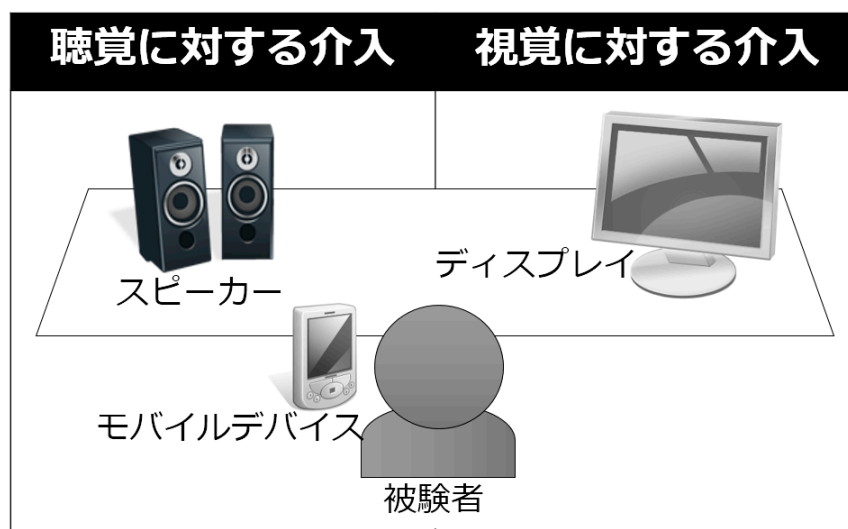 聴覚に対する介入
視覚に対する介入
スピーカー
ディスプレイ
モバイルデバイス
被験者